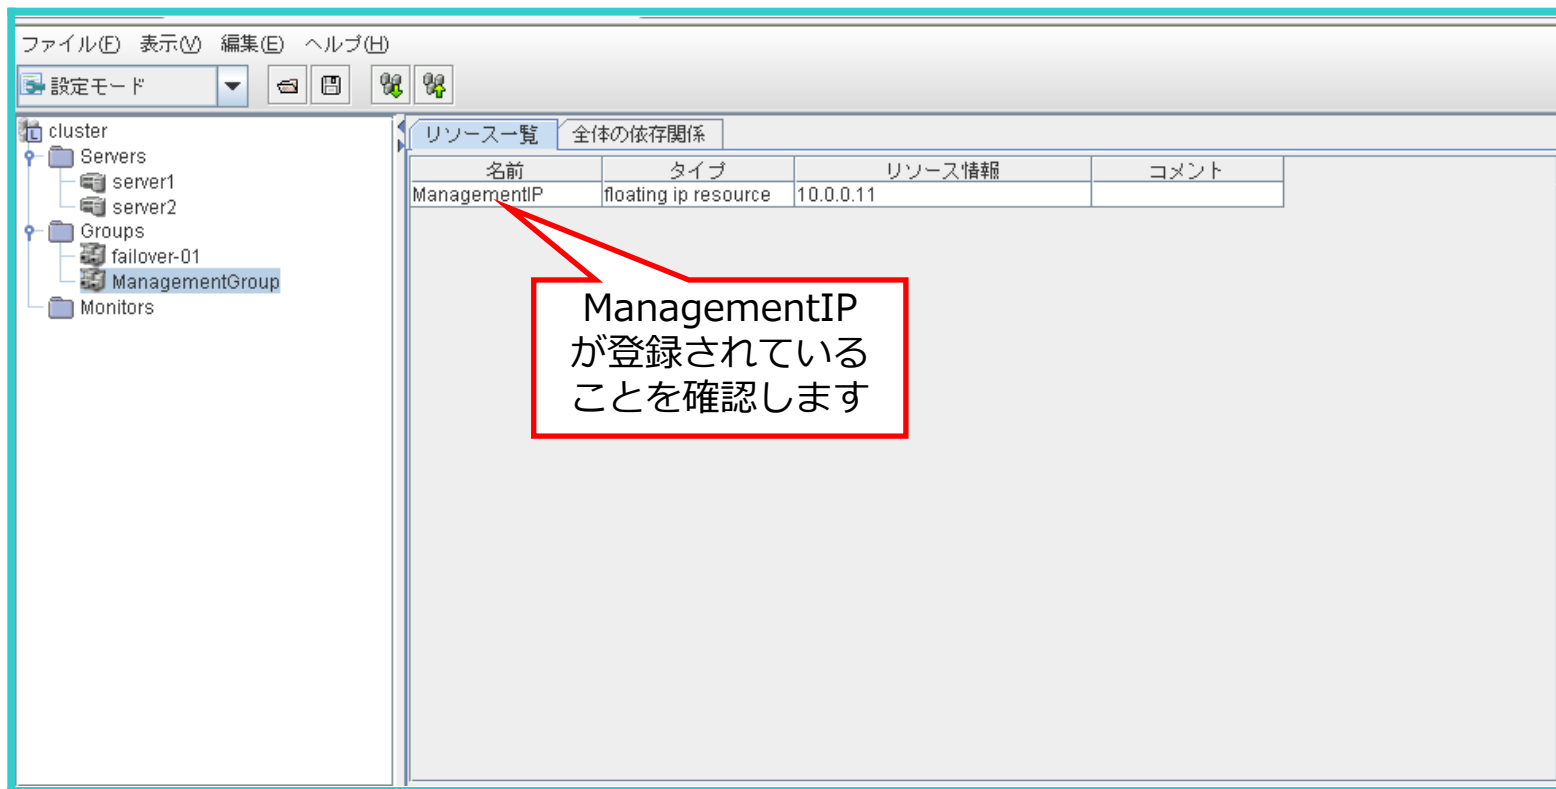 ファイル(F) 表示(V) 編集(E) ヘルプ(H)
設定モード
cluster
Servers
server1
server2
Groups
failover-01
ManagementGroup
Monitors
リソース一覧 全体の依存関係
名前 タイプ リソース情報 コメント
ManagementIP floating ip resource 10.0.0.11
ManagementIP
が登録されている
ことを確認します